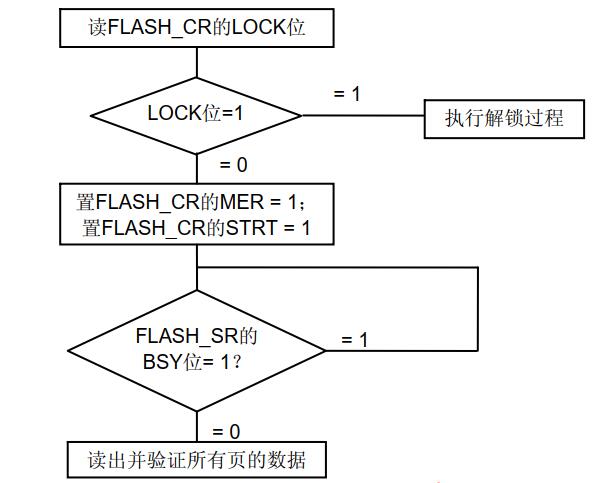 读FLASH_CR的LOCK位
LOCK位=1
= 1
执行解锁过程
= 0
置FLASH_CR的MER = 1；
置FLASH_CR的STRT = 1
FLASH_SR的
BSY位= 1？
= 1
= 0
读出并验证所有页的数据